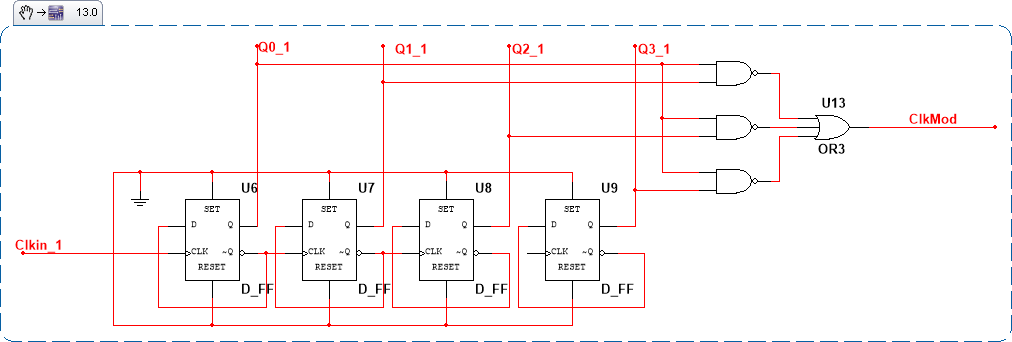 13.0
Q0_1 Q1_1 Q2_1 Q3_1
U13
ClkMod
OR3
U6 U7 U8 U9
SET SET SET SET
D Q D Q D Q D Q
Clkin_1
CLK ~Q CLK ~Q CLK ~Q CLK ~Q
RESET RESET RESET RESET
D_FF D_FF D_FF D_FF